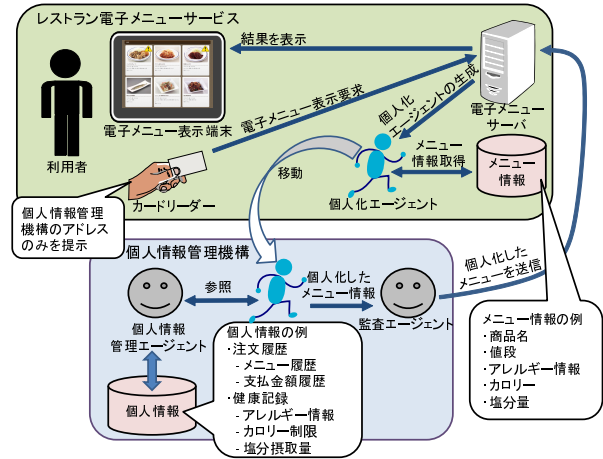 レストラン電子メニューサービス
結果を表示
電子メニュー表示端末
利用者
電子メニュー表示要求
個人化
エージェントの生成
電子メニュー
サーバ
カードリーダー
メニュー
情報取得
メニュー
情報
個人化エージェント
移動
個人情報管理
機構のアドレス
のみを提示
個人情報管理機構
参照
個人化した
メニュー情報
個人化した
メニューを送信
個人情報
管理エージェント
監査エージェント
個人情報
個人情報の例
・注文履歴
- メニュー履歴
- 支払金額履歴
・健康記録
- アレルギー情報
- カロリー制限
- 塩分摂取量
メニュー情報の例
・商品名
・値段
・アレルギー情報
・カロリー
・塩分量